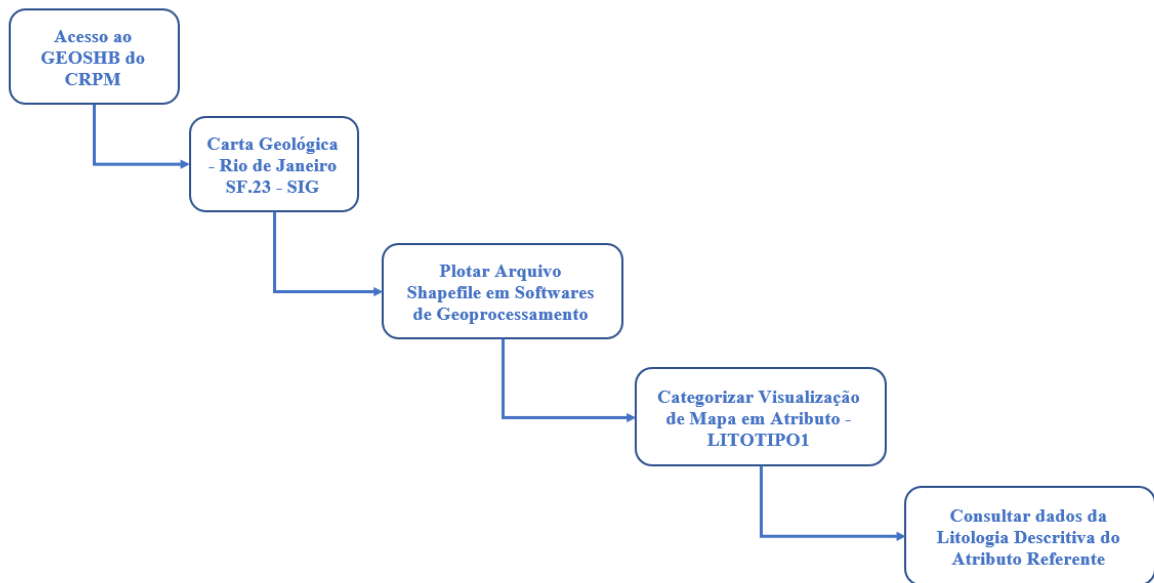 Acesso ao
GEOSHB do
CRPM
Carta Geológica
- Rio de Janeiro
SF.23 - SIG
Plotar Arquivo
Shapefile em Softwares
de Geoprocessamento
Categorizar Visualização
de Mapa em Atributo -
LITOTIPO1
Consultar dados da
Litologia Descritiva do
Atributo Referente